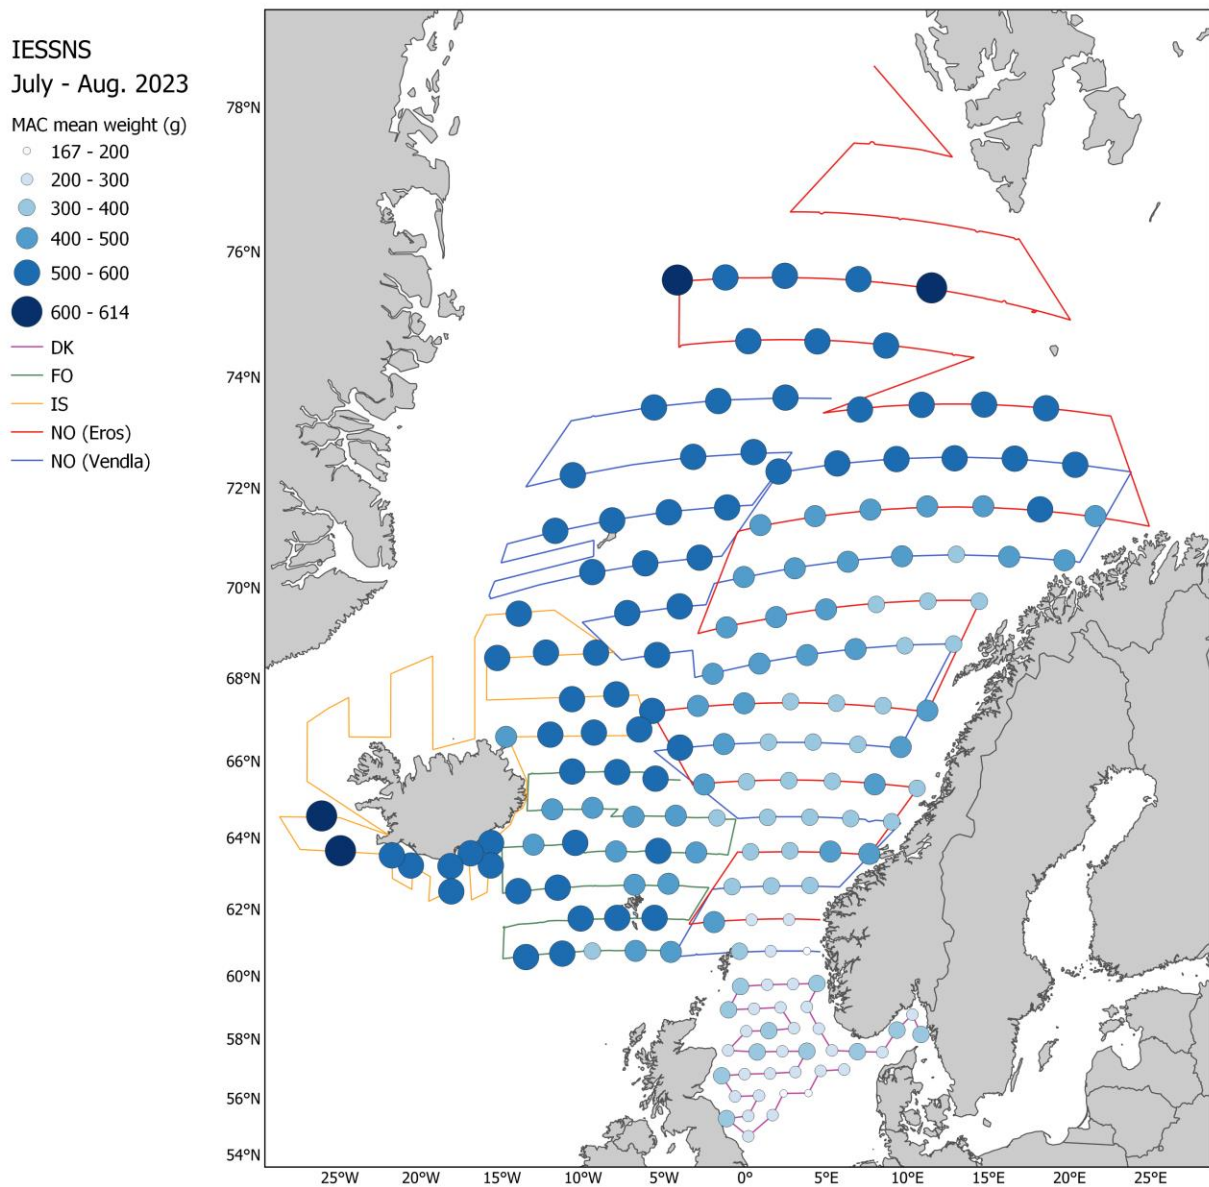 IESSNS
July - Aug. 2023
MAC mean weight (g)
167 - 200
200 - 300
300 - 400
400 - 500
500 - 600
600 - 614
DK
FO
IS
NO (Eros)
NO (Vendla)
78°N
76°N
74°N
72°N
70°N
68°N
66°N
64°N
62°N
60°N
58°N
56°N
54°N
25°W 20°W 15°W 10°W 5°W 0° 5°E 10°E 15°E 20°E 25°E